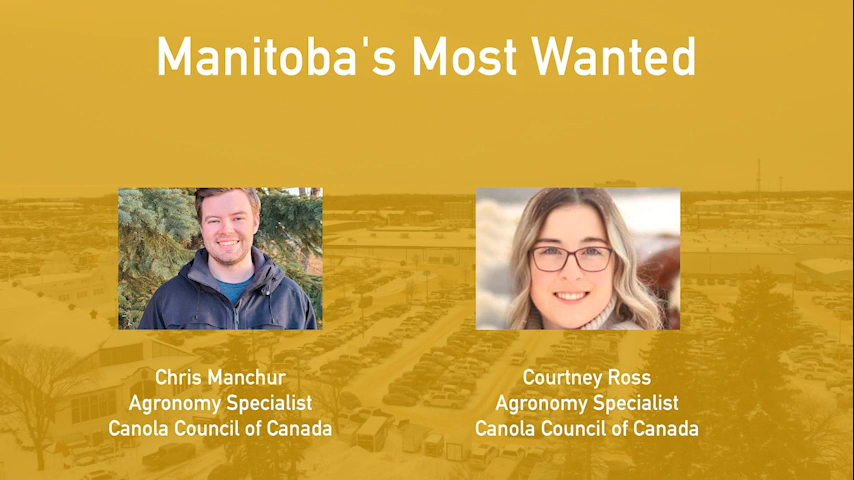 Manitoba's Most Wanted
Chris Manchur
Agronomy Specialist
Canola Council of Canada
Courtney Ross
Agronomy Specialist
Canola Council of Canada